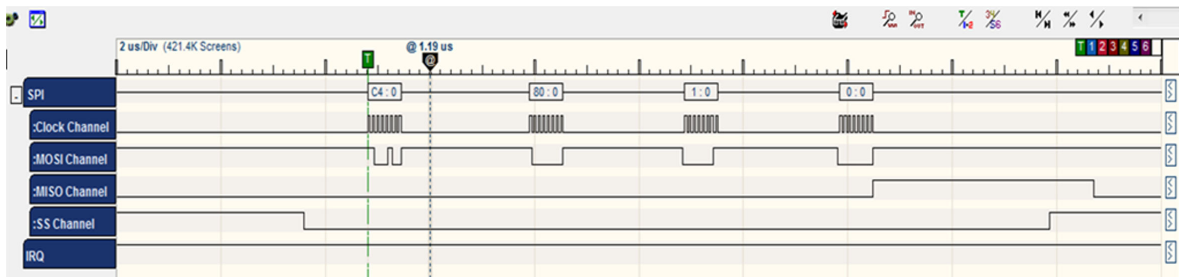 2 us/Div (421.4K Screens)
@ 1.19 us
T 1 2 3 4 5 6
T
@
SPI
C4 : 0
80 : 0
1 : 0
0 : 0
:Clock Channel
:MOSI Channel
:MISO Channel
:SS Channel
IRQ